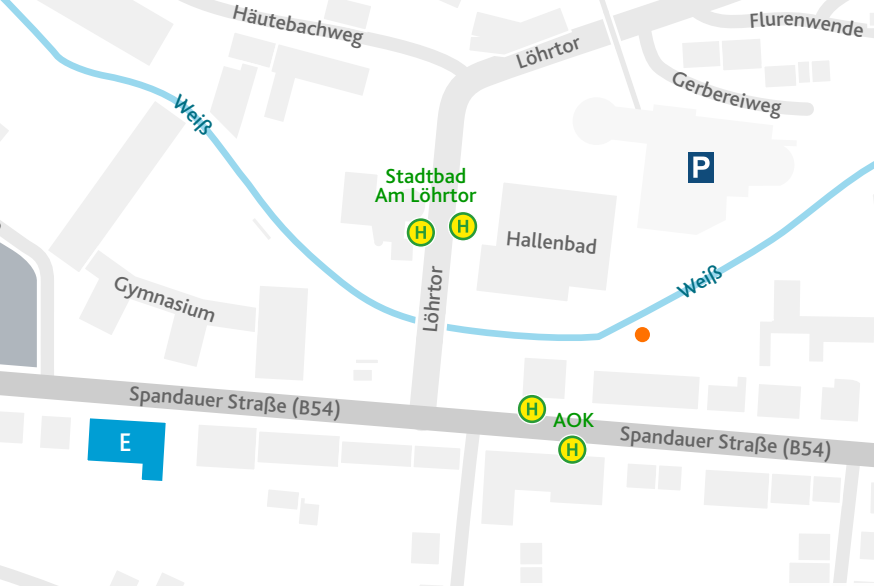 Häutebachweg
Flurenwende
Löhrtor
Gerbereiweg
Weiß
P
Stadtbad
Am Löhrtor
H
H
Hallenbad
Weiß
Gymnasium
Löhrtor
Spandauer Straße (B54)
H
AOK
E
Spandauer Straße (B54)
H